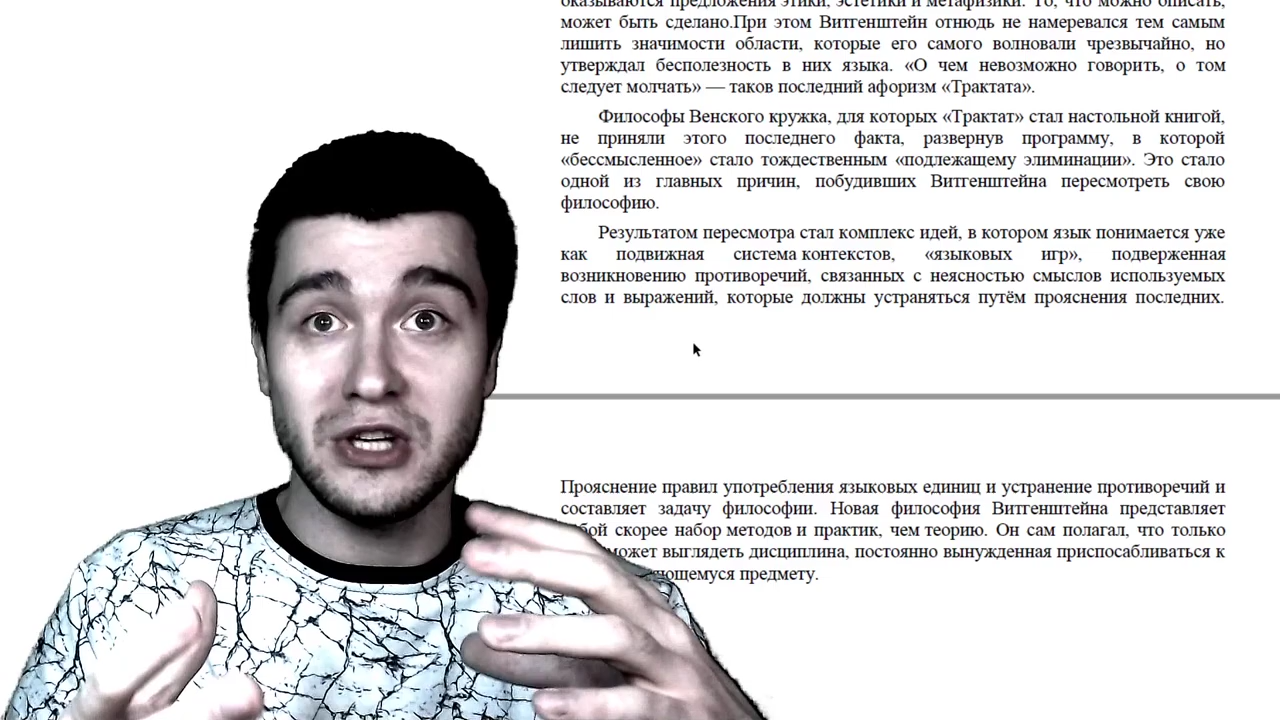 оказываются предложения этики, эстетики и метафизики. То, что можно описать,
может быть сделано.При этом Витгенштейн отнюдь не намеревался тем самым
лишить значимости области, которые его самого волновали чрезвычайно, но
утверждал бесполезность в них языка. «О чем невозможно говорить, о том
следует молчать» — таков последний афоризм «Трактата».
Философы Венского кружка, для которых «Трактат» стал настольной книгой,
не приняли этого последнего факта, развернув программу, в которой
«бессмысленное» стало тождественным «подлежащему элиминации». Это стало
одной из главных причин, побудивших Витгенштейна пересмотреть свою
философию.
Результатом пересмотра стал комплекс идей, в котором язык понимается уже
как подвижная система контекстов, «языковых игр», подверженная
возникновению противоречий, связанных с неясностью смыслов используемых
слов и выражений, которые должны устраняться путём прояснения последних.
Прояснение правил употребления языковых единиц и устранение противоречий и
составляет задачу философии. Новая философия Витгенштейна представляет
скорее набор методов и практик, чем теорию. Он сам полагал, что только
может выглядеть дисциплина, постоянно вынужденная приспосабливаться к
предмету.